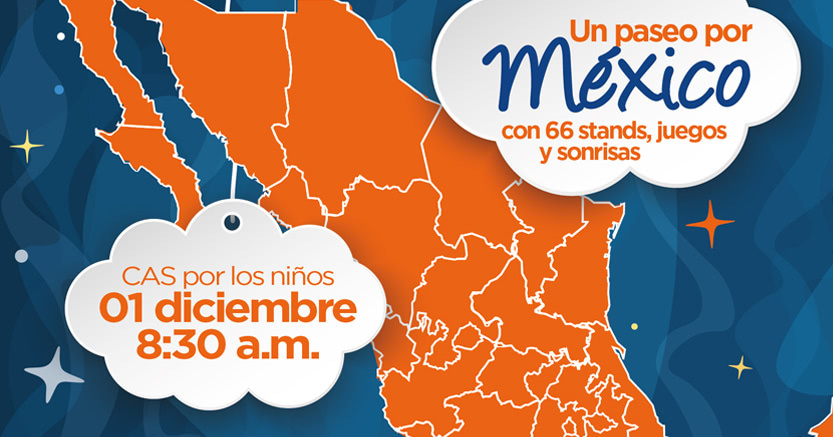 Un paseo por
México
con 66 stands, juegos
y sonrisas
CAS por los niños
01 diciembre
8:30 a.m.